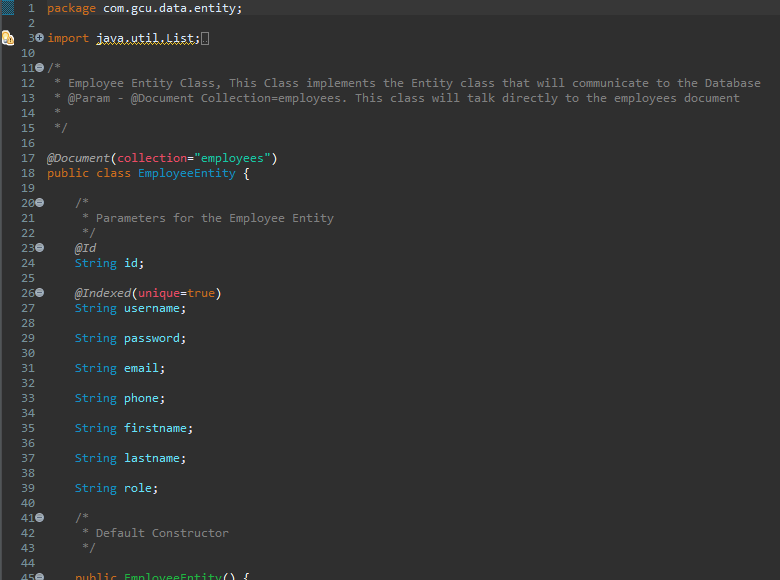 1 package com.gcu.data.entity;
2
3 import java.util.List;
10
11 /*
12  * Employee Entity Class, This Class implements the Entity class that will communicate to the Database
13  * @Param - @Document Collection=employees. This class will talk directly to the employees document
14  *
15  */
16
17 @Document(collection="employees")
18 public class EmployeeEntity {
19
20     /*
21      * Parameters for the Employee Entity
22      */
23     @Id
24     String id;
25
26     @Indexed(unique=true)
27     String username;
28
29     String password;
30
31     String email;
32
33     String phone;
34
35     String firstname;
36
37     String lastname;
38
39     String role;
40
41     /*
42      * Default Constructor
43      */
44
45     public EmployeeEntity() {